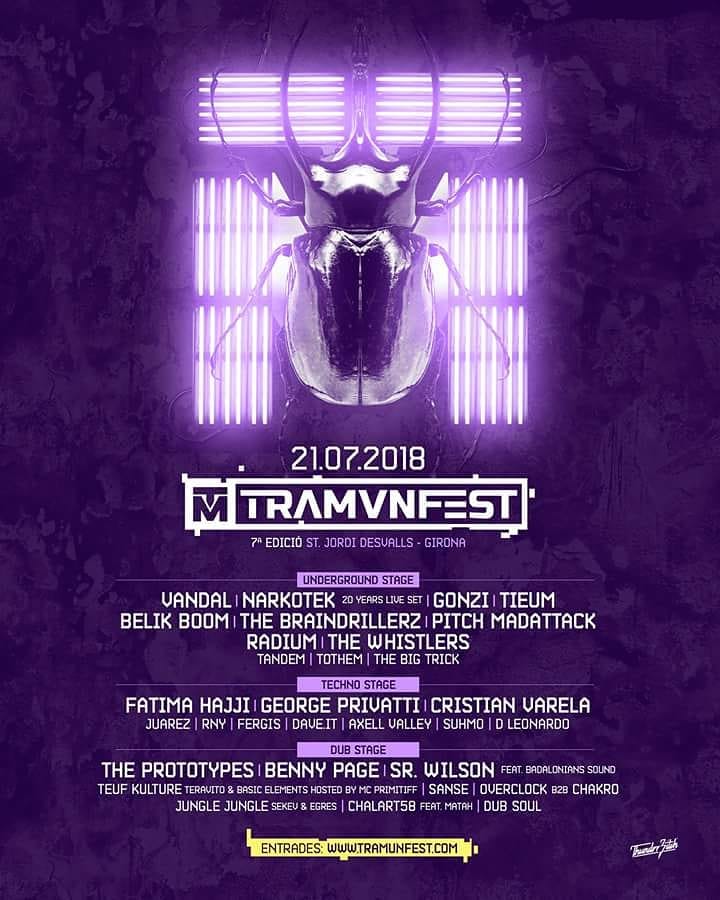 21.07.2018
TM TRAMVNFEST
7ª EDICIÓ ST. JORDI DESVALLS - GIRONA
UNDERGROUND STAGE
VANDAL | NARKOTEK 20 YEARS LIVE SET | GONZI | TIEUM
BELIK BOOM | THE BRAINDRILLERZ | PITCH MADATTACK
RADIUM | THE WHISTLERS
TANDEM | TOTHEM | THE BIG TRICK
TECHNO STAGE
FATIMA HAJJI | GEORGE PRIVATTI | CRISTIAN VARELA
JUAREZ | RNY | FERGIS | DAVE.IT | AXELL VALLEY | SUHMO | D LEONARDO
DUB STAGE
THE PROTOTYPES | BENNY PAGE | SR. WILSON FEAT. BADALONIANS SOUND
TEUF KULTURE TERAVITO & BASIC ELEMENTS HOSTED BY MC PRIMITIFF | SANSE | OVERCLOCK B2B CHAKRO
JUNGLE JUNGLE SEKEV & EGRES | CHALART58 FEAT. MATAH | DUB SOUL
ENTRADES: WWW.TRAMUNFEST.COM